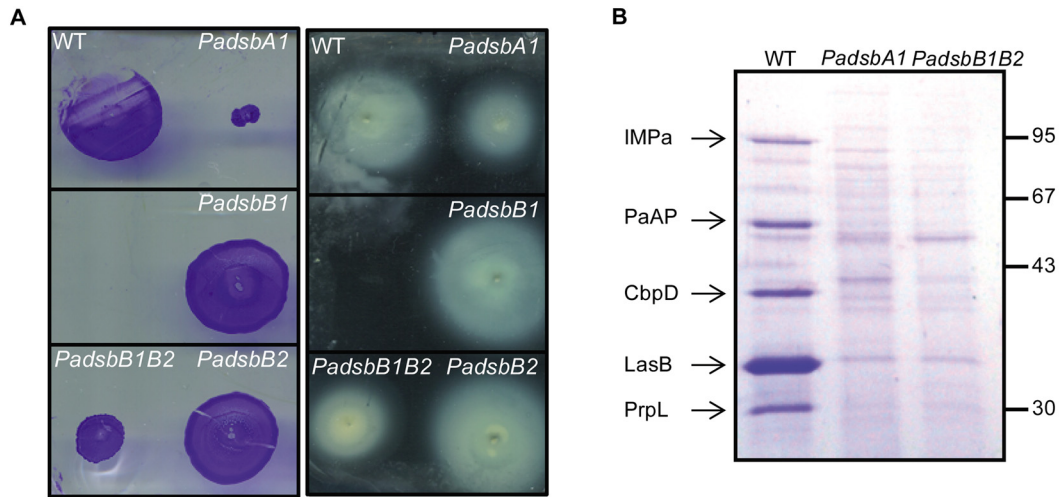 A
WT PadsbA1
PadsbB1
PadsbB1B2 PadsbB2
WT PadsbA1
PadsbB1
PadsbB1B2 PadsbB2
B
WT PadsbA1 PadsbB1B2
IMPa
PaAP
CbpD
LasB
PrpL
95
67
43
30